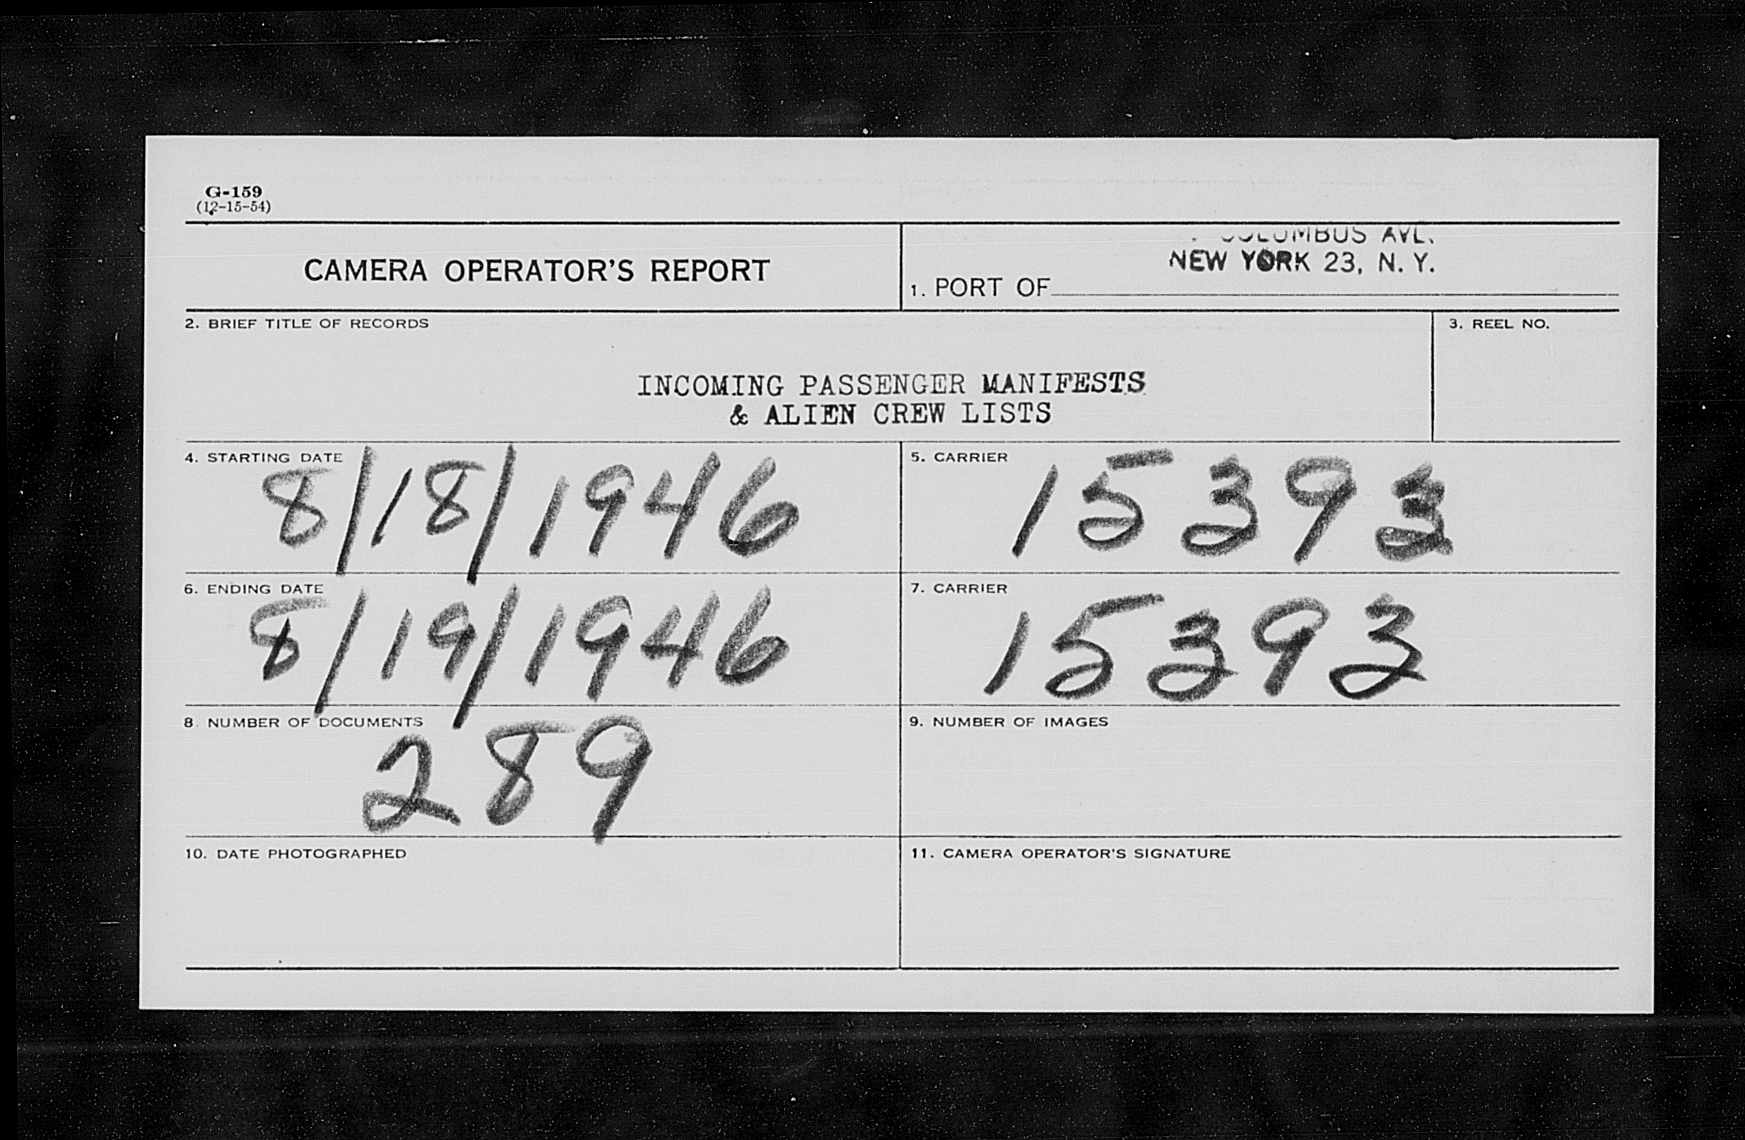 G-159
(12-15-54)
CAMERA OPERATOR'S REPORT
COLUMBUS AVE.
NEW YORK 23, N. Y.
1. PORT OF
2. BRIEF TITLE OF RECORDS
3. REEL NO.
INCOMING PASSENGER MANIFESTS
& ALIEN CREW LISTS
4. STARTING DATE
8/18/1946
5. CARRIER
15393
6. ENDING DATE
8/19/1946
7. CARRIER
15393
8. NUMBER OF DOCUMENTS
289
9. NUMBER OF IMAGES
10. DATE PHOTOGRAPHED
11. CAMERA OPERATOR'S SIGNATURE